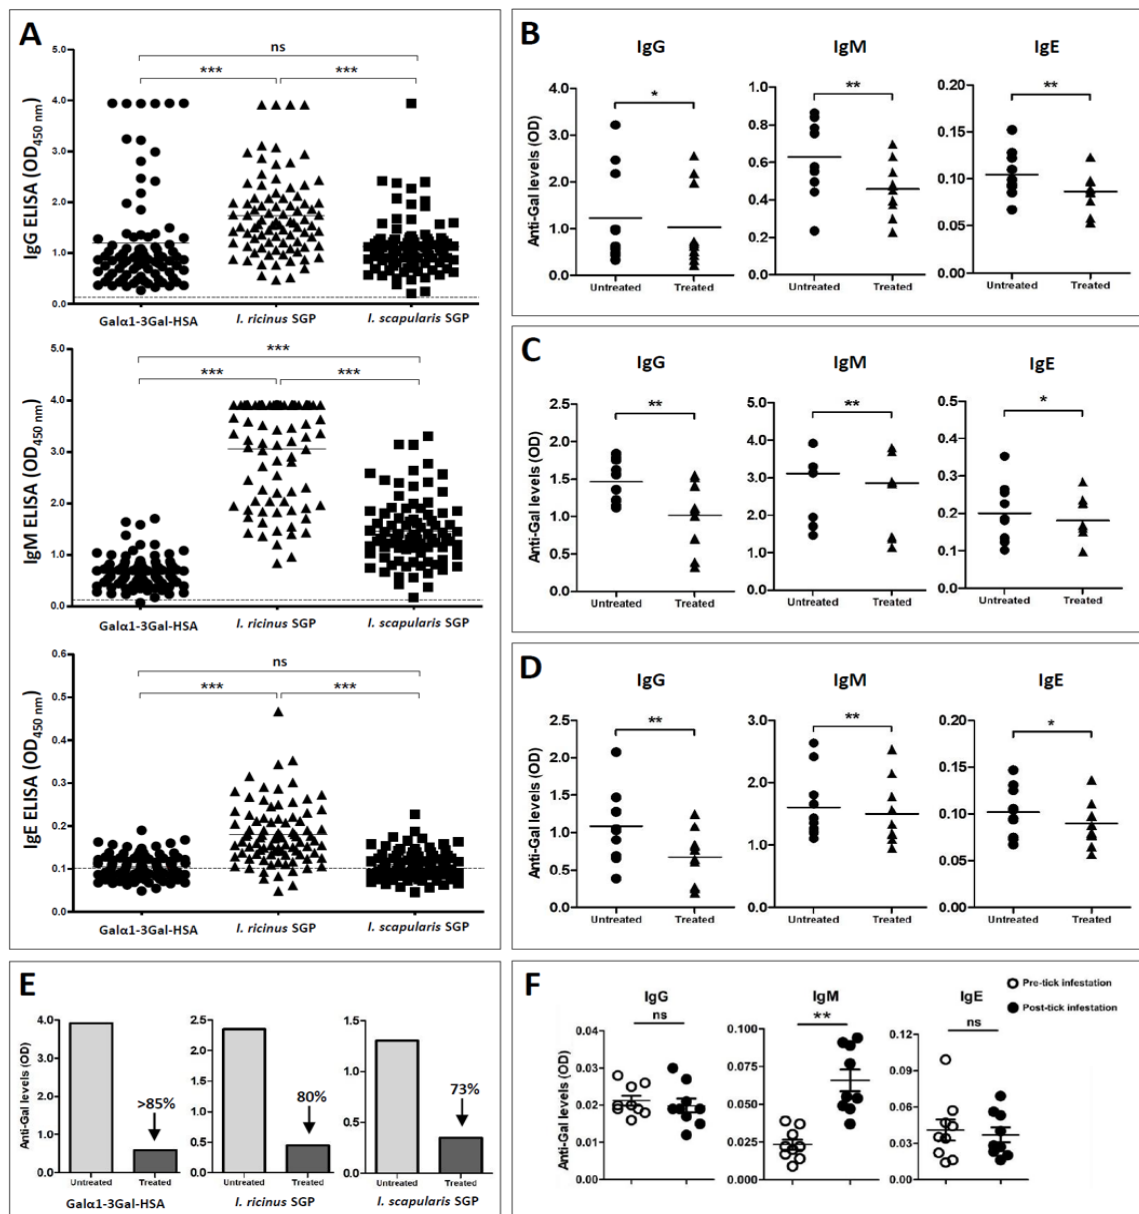 A
ns
***
***
IgG ELISA (OD450 nm)
5.0
4.0
3.0
2.0
1.0
0.0
Galα1-3Gal-HSA
I. ricinus SGP
I. scapularis SGP
***
***
***
IgM ELISA (OD450 nm)
5.0
4.0
3.0
2.0
1.0
0.0
Galα1-3Gal-HSA
I. ricinus SGP
I. scapularis SGP
ns
***
***
IgE ELISA (OD450 nm)
0.6
0.5
0.4
0.3
0.2
0.1
0.0
Galα1-3Gal-HSA
I. ricinus SGP
I. scapularis SGP
B
IgG
IgM
IgE
Anti-Gal levels (OD)
4.0
3.0
2.0
1.0
0.0
*
Untreated
Treated
1.0
0.8
0.6
0.4
0.2
0.0
**
Untreated
Treated
0.20
0.15
0.10
0.05
0.00
**
Untreated
Treated
C
IgG
IgM
IgE
Anti-Gal levels (OD)
2.5
2.0
1.5
1.0
0.5
0.0
**
Untreated
Treated
5.0
4.0
3.0
2.0
1.0
0.0
**
Untreated
Treated
0.5
0.4
0.3
0.2
0.1
0.0
*
Untreated
Treated
D
IgG
IgM
IgE
Anti-Gal levels (OD)
2.5
2.0
1.5
1.0
0.5
0.0
**
Untreated
Treated
3.0
2.0
1.0
0.0
**
Untreated
Treated
0.20
0.15
0.10
0.05
0.00
*
Untreated
Treated
E
Anti-Gal levels (OD)
4.0
3.0
2.0
1.0
0.0
>85%
Untreated
Treated
Galα1-3Gal-HSA
2.5
2.0
1.5
1.0
0.5
0.0
80%
Untreated
Treated
I. ricinus SGP
1.5
1.0
0.5
0.0
73%
Untreated
Treated
I. scapularis SGP
F
Pre-tick infestation
Post-tick infestation
IgG
IgM
IgE
Anti-Gal levels (OD)
ns
0.04
0.03
0.02
0.01
0.00
**
0.100
0.075
0.050
0.025
0.000
ns
0.12
0.09
0.06
0.03
0.00